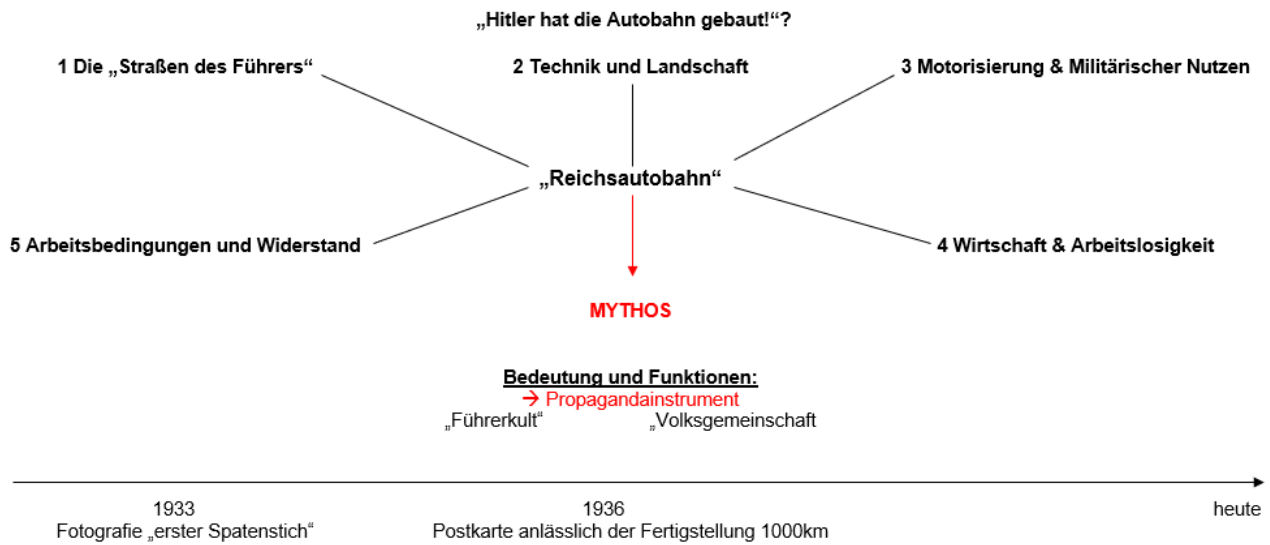 „Hitler hat die Autobahn gebaut!“?
1 Die „Straßen des Führers“
2 Technik und Landschaft
3 Motorisierung & Militärischer Nutzen
„Reichsautobahn“
5 Arbeitsbedingungen und Widerstand
4 Wirtschaft & Arbeitslosigkeit
MYTHOS
Bedeutung und Funktionen:
→ Propagandainstrument
„Führerkult“ „Volksgemeinschaft
1933 1936 heute
Fotografie „erster Spatenstich“ Postkarte anlässlich der Fertigstellung 1000km